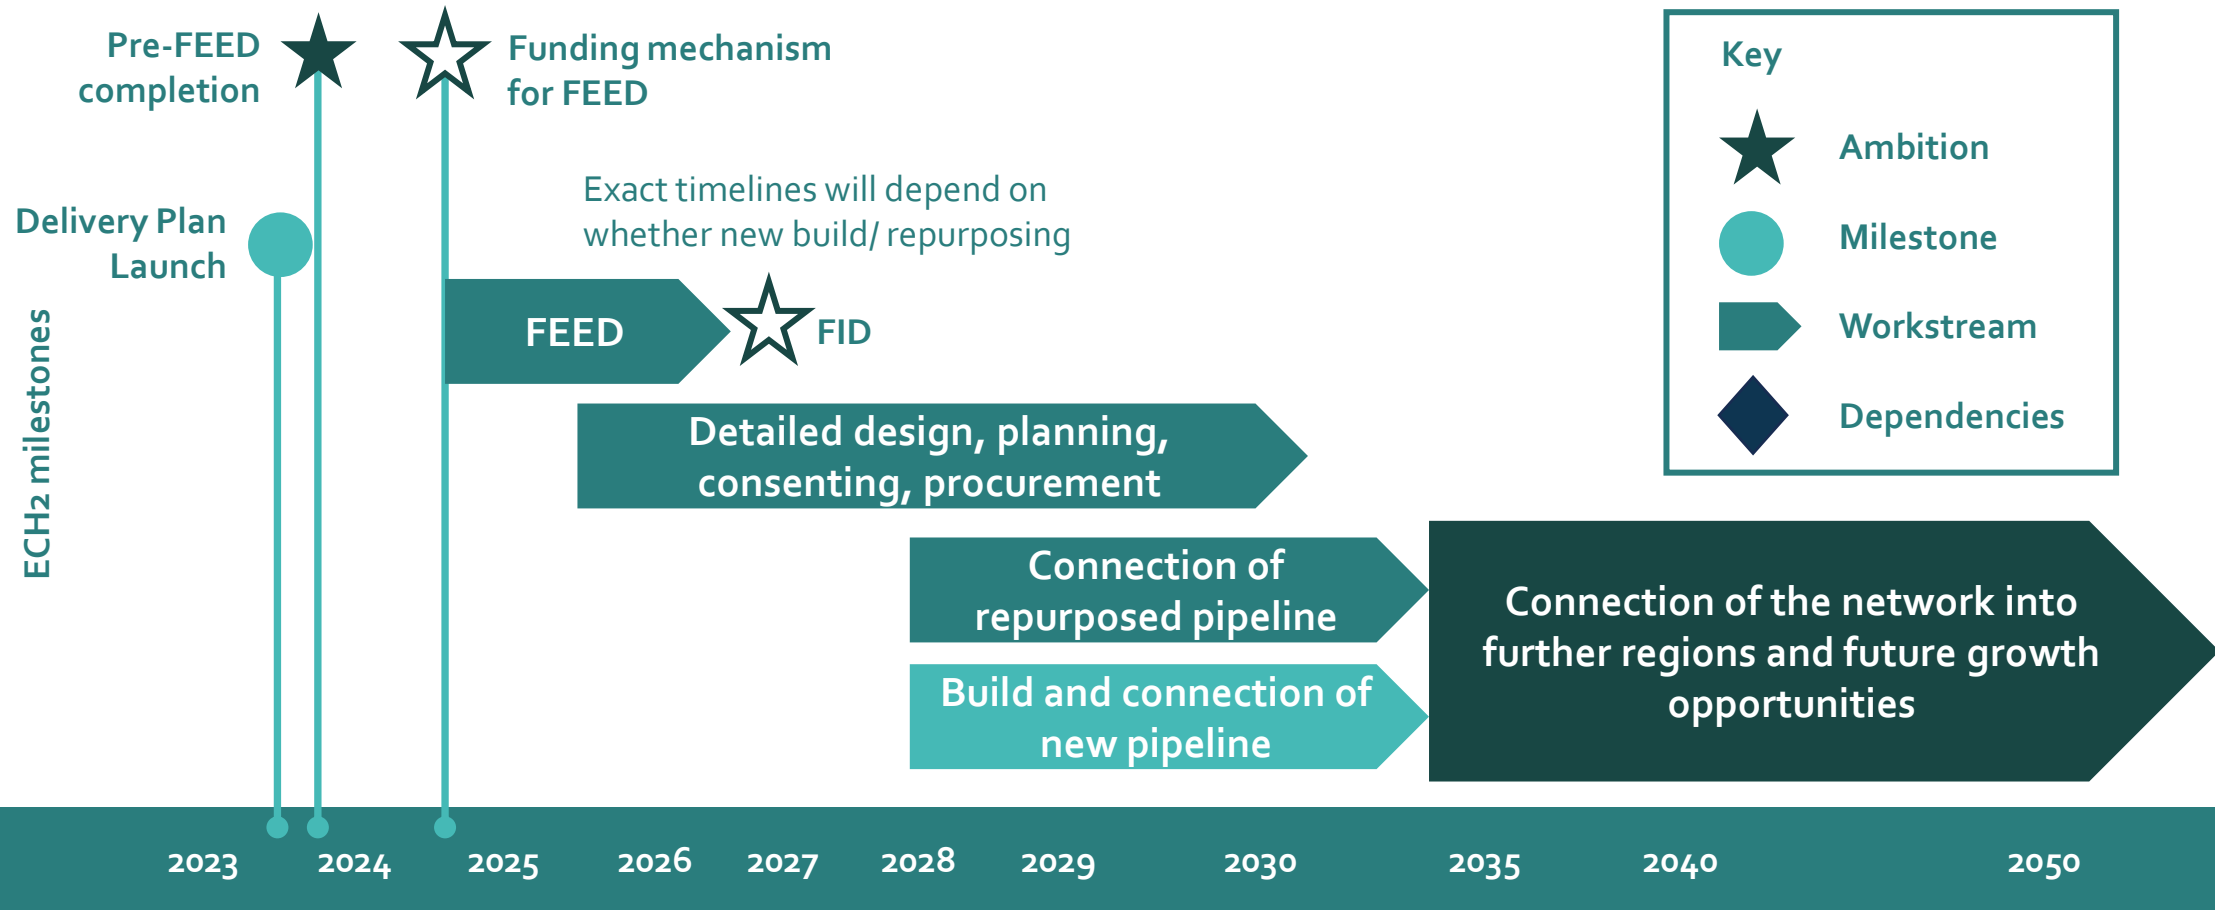 Pre-FEED
completion
Funding mechanism
for FEED
Key
Ambition
Milestone
Workstream
Dependencies
Exact timelines will depend on
whether new build/ repurposing
Delivery Plan
Launch
ECH2 milestones
FEED
FID
Detailed design, planning,
consenting, procurement
Connection of
repurposed pipeline
Build and connection of
new pipeline
Connection of the network into
further regions and future growth
opportunities
2023 2024 2025 2026 2027 2028 2029 2030 2035 2040 2050